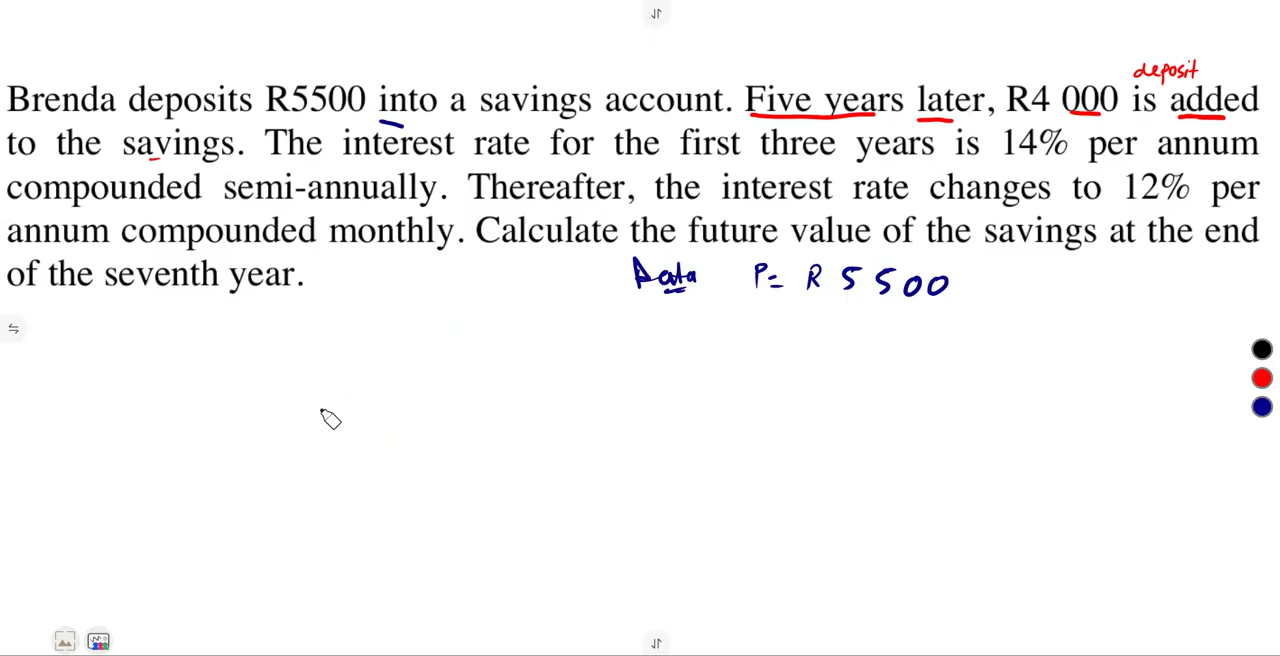 deposit
Brenda deposits R5500 into a savings account. Five years later, R4 000 is added
to the savings. The interest rate for the first three years is 14% per annum
compounded semi-annually. Thereafter, the interest rate changes to 12% per
annum compounded monthly. Calculate the future value of the savings at the end
of the seventh year.
Data P= R 5 5 0 0